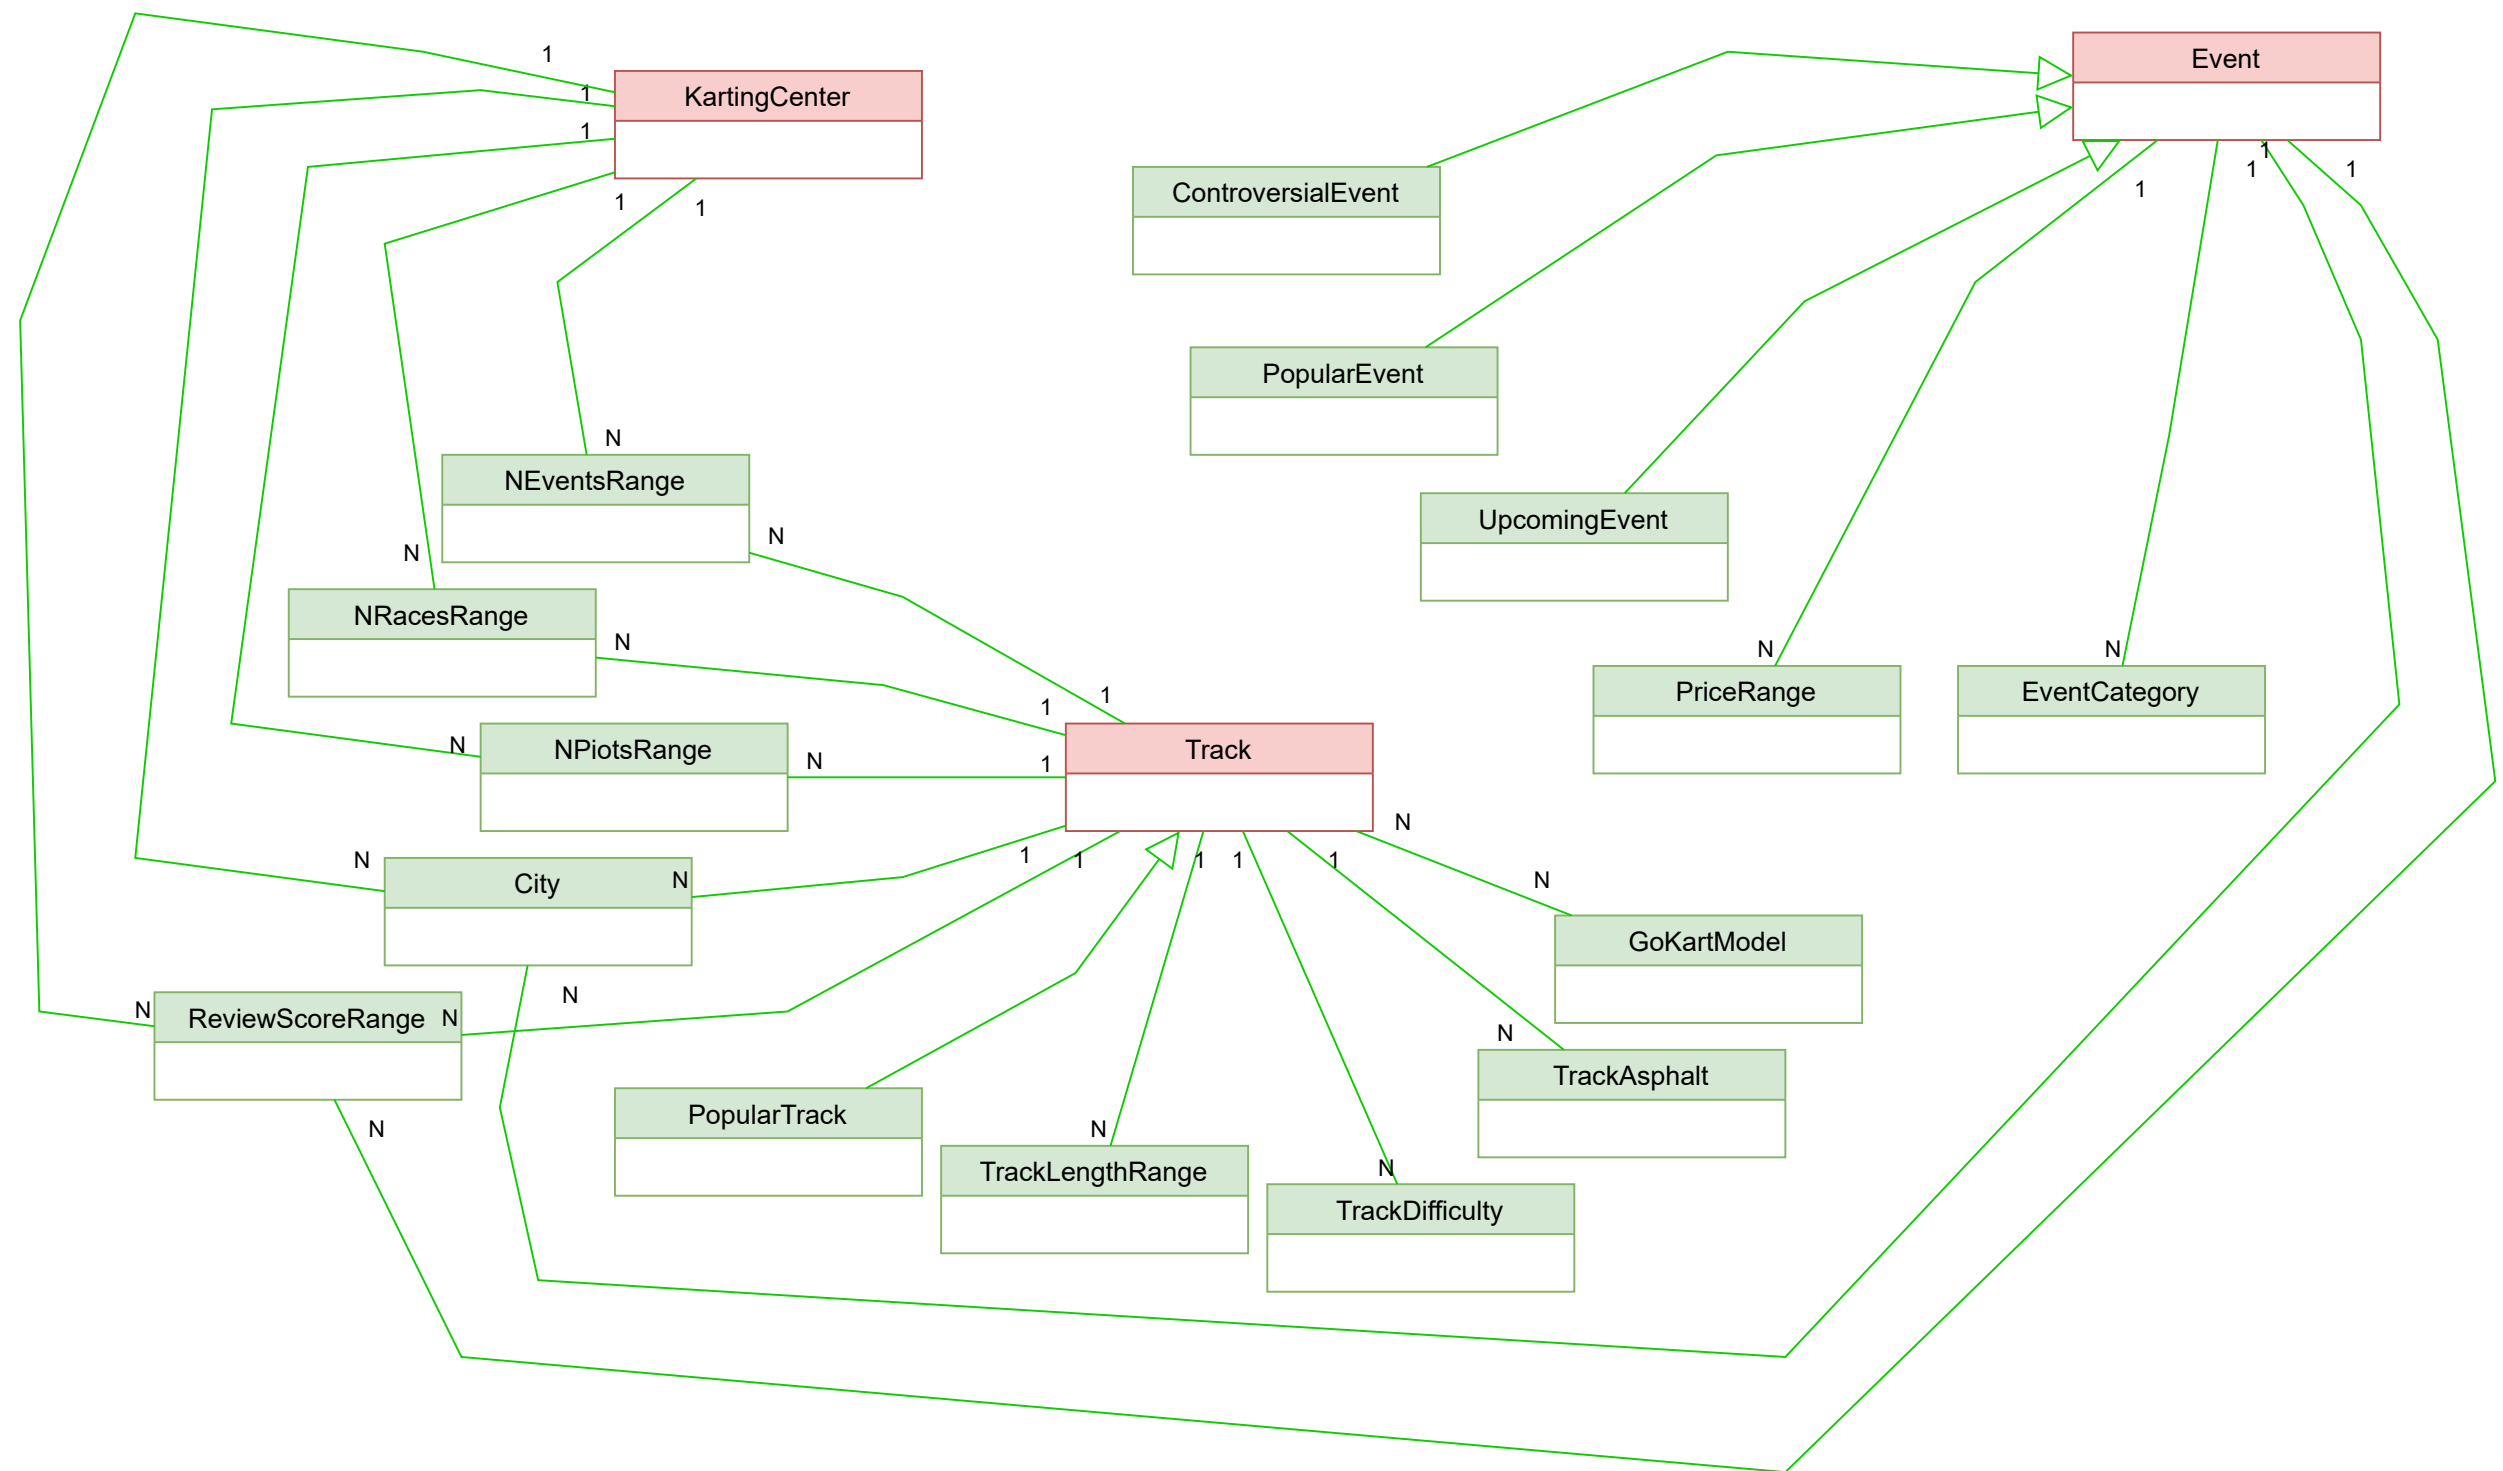 1
Event
KartingCenter
1
1
1
1
1
1
1
1
1
ControversialEvent
PopularEvent
N
NEventsRange
UpcomingEvent
N
N
NRacesRange
N
N
N
PriceRange
EventCategory
1
1
N
NPiotsRange
N
1
Track
N
City
N
1
1
1
1
1
N
N
GoKartModel
N
N
ReviewScoreRange
N
N
TrackAsphalt
N
PopularTrack
N
TrackLengthRange
N
TrackDifficulty